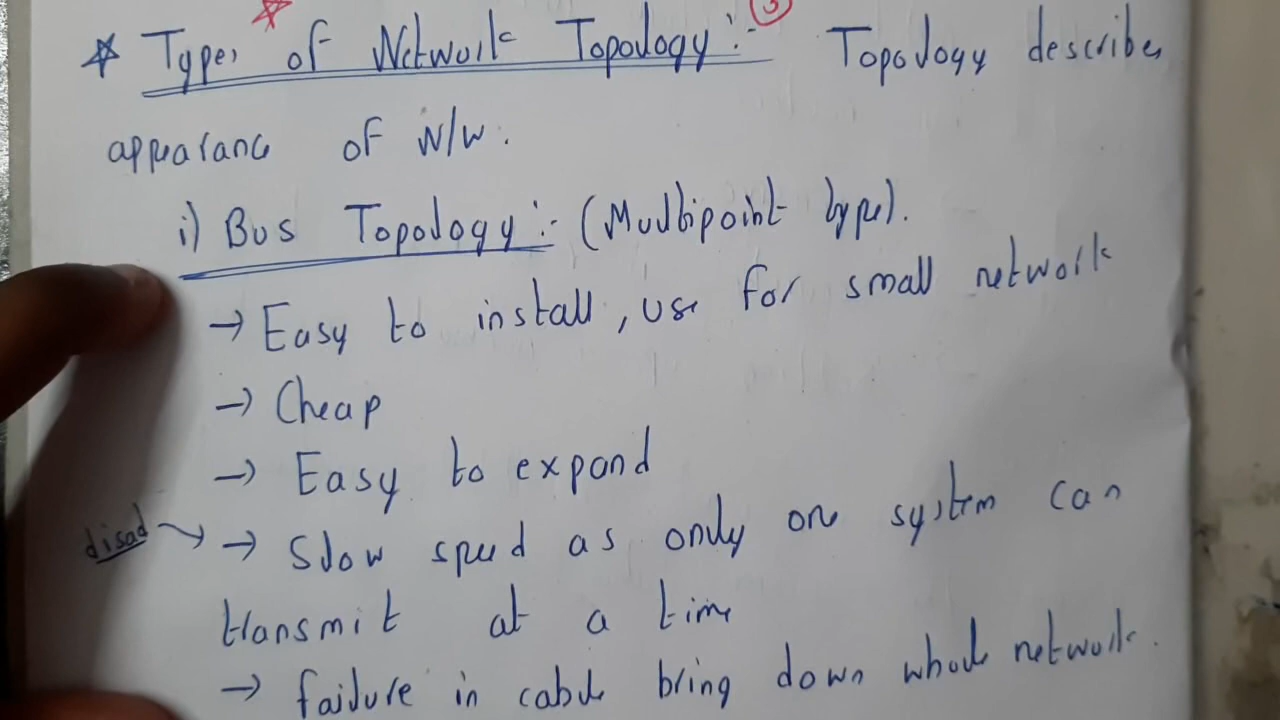 * Types of Network Topology :- 3 Topology describes
appearance of N/W.
i) Bus Topology :- (Multipoint type).
→ Easy to install, use for small network
→ Cheap
→ Easy to expand
disad → → Slow speed as only one system can
transmit at a time
→ failure in cable bring down whole network.